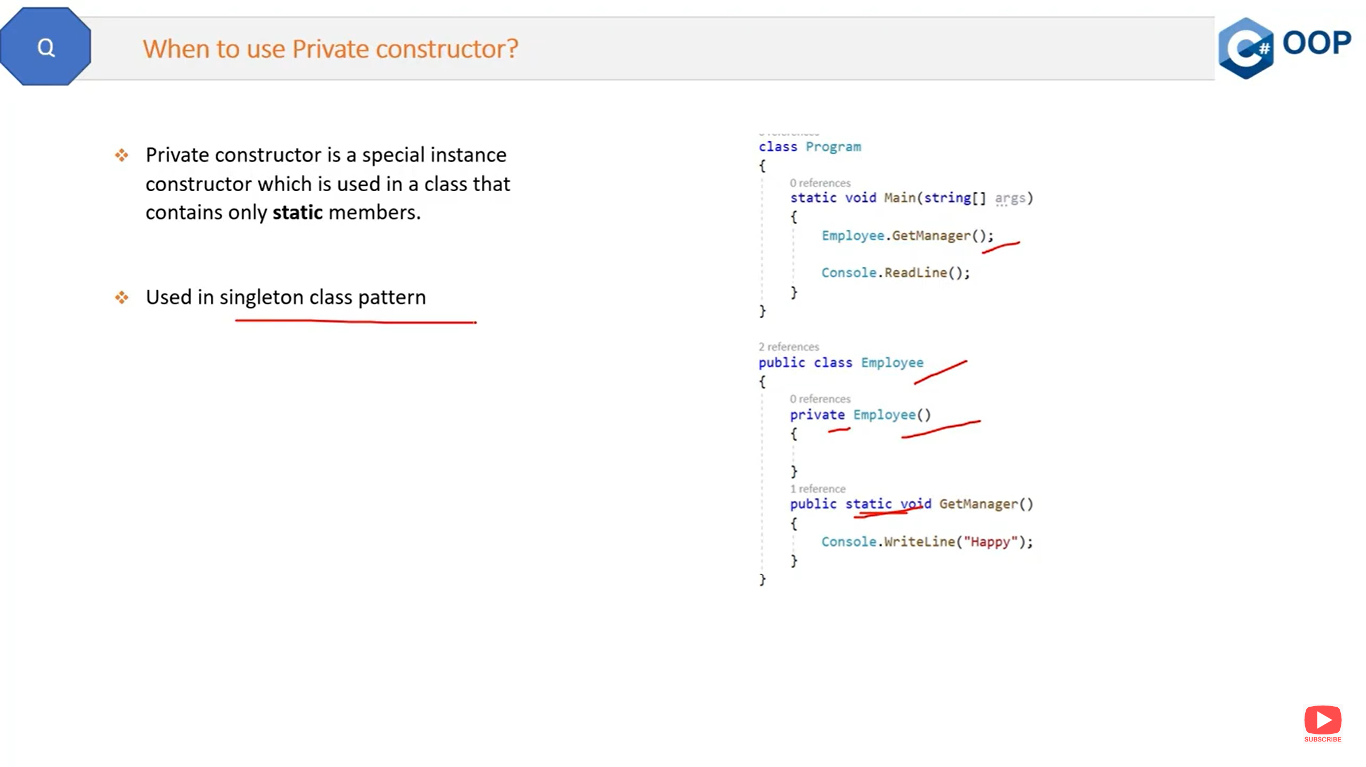 Q
When to use Private constructor?
C# OOP
Private constructor is a special instance
constructor which is used in a class that
contains only static members.
Used in singleton class pattern
references
class Program
{
0 references
static void Main(string[] args)
{
Employee.GetManager();
Console.ReadLine();
}
}
2 references
public class Employee
{
0 references
private Employee()
{
}
1 reference
public static void GetManager()
{
Console.WriteLine("Happy");
}
}
SUBSCRIBE